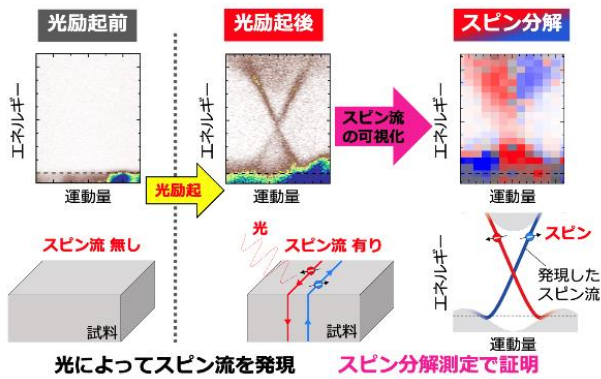 光励起前
光励起後
スピン分解
エネルギー
運動量
光励起
エネルギー
運動量
スピン流
の可視化
エネルギー
運動量
スピン流 無し
試料
光
スピン流 有り
試料
スピン
発現した
スピン流
エネルギー
運動量
光によってスピン流を発現
スピン分解測定で証明